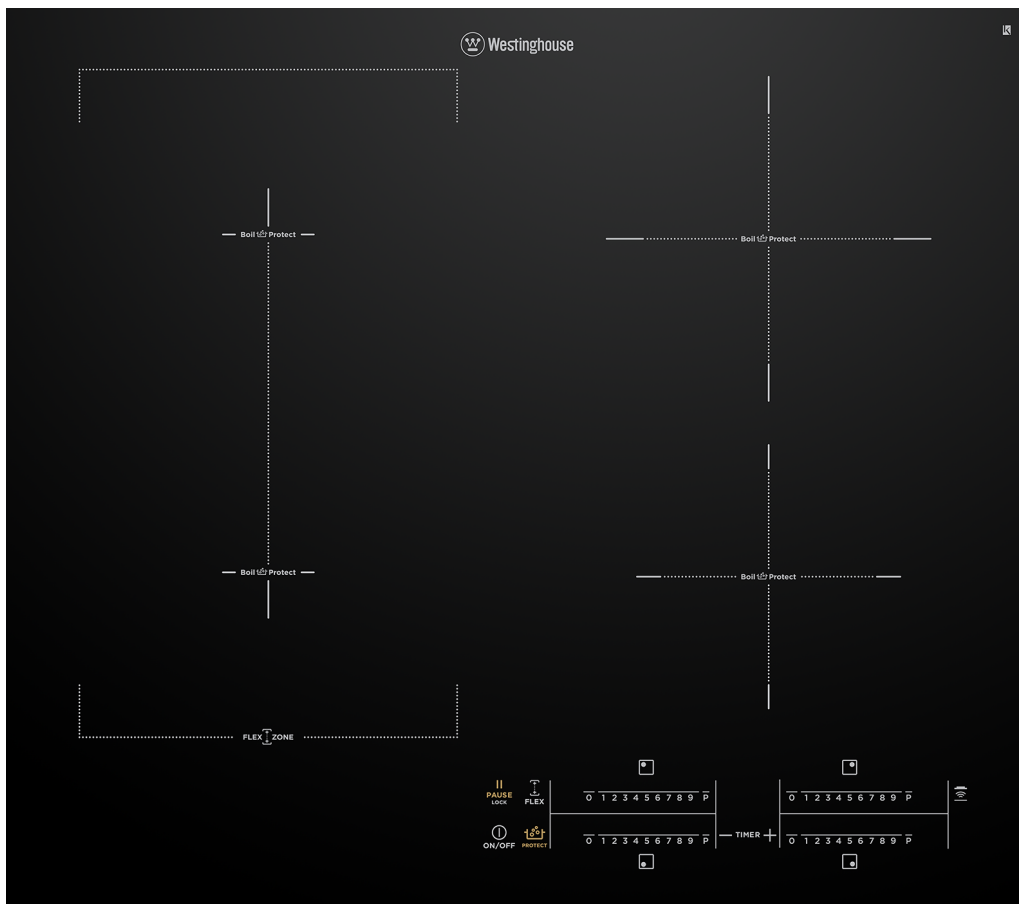 Westinghouse
K
Boil Protect
Boil Protect
Boil Protect
Boil Protect
FLEX ZONE
PAUSE
LOCK
FLEX
0 1 2 3 4 5 6 7 8 9 P
0 1 2 3 4 5 6 7 8 9 P
ON/OFF
PROTECT
0 1 2 3 4 5 6 7 8 9 P
TIMER
0 1 2 3 4 5 6 7 8 9 P